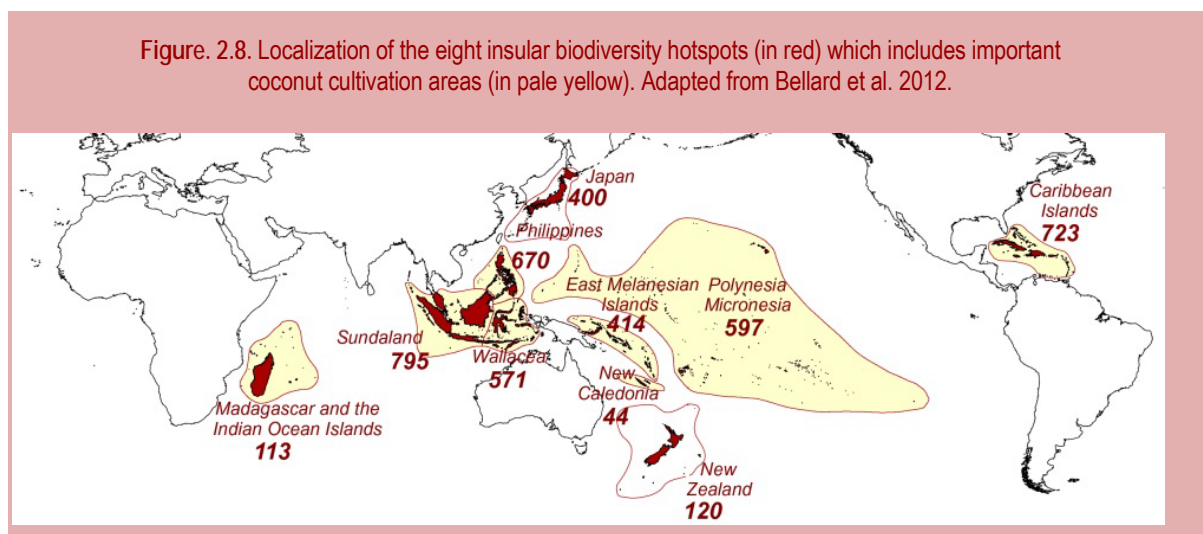 Figure. 2.8. Localization of the eight insular biodiversity hotspots (in red) which includes important
coconut cultivation areas (in pale yellow). Adapted from Bellard et al. 2012.
Japan
400
Caribbean
Islands
723
Philippines
670
East Melanesian
Islands
414
Polynesia
Micronesia
597
Sundaland
795
Wallacea
571
New
Caledonia
44
Madagascar and the
Indian Ocean Islands
113
New
Zealand
120